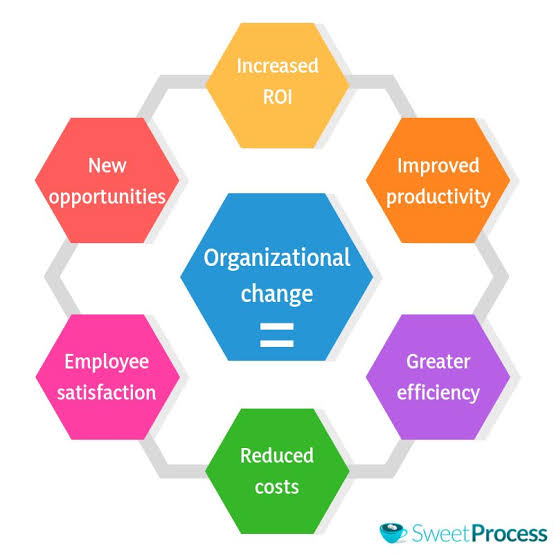 Increased
ROI
Improved
productivity
Greater
efficiency
Reduced
costs
Employee
satisfaction
New
opportunities
Organizational
change
=
SweetProcess